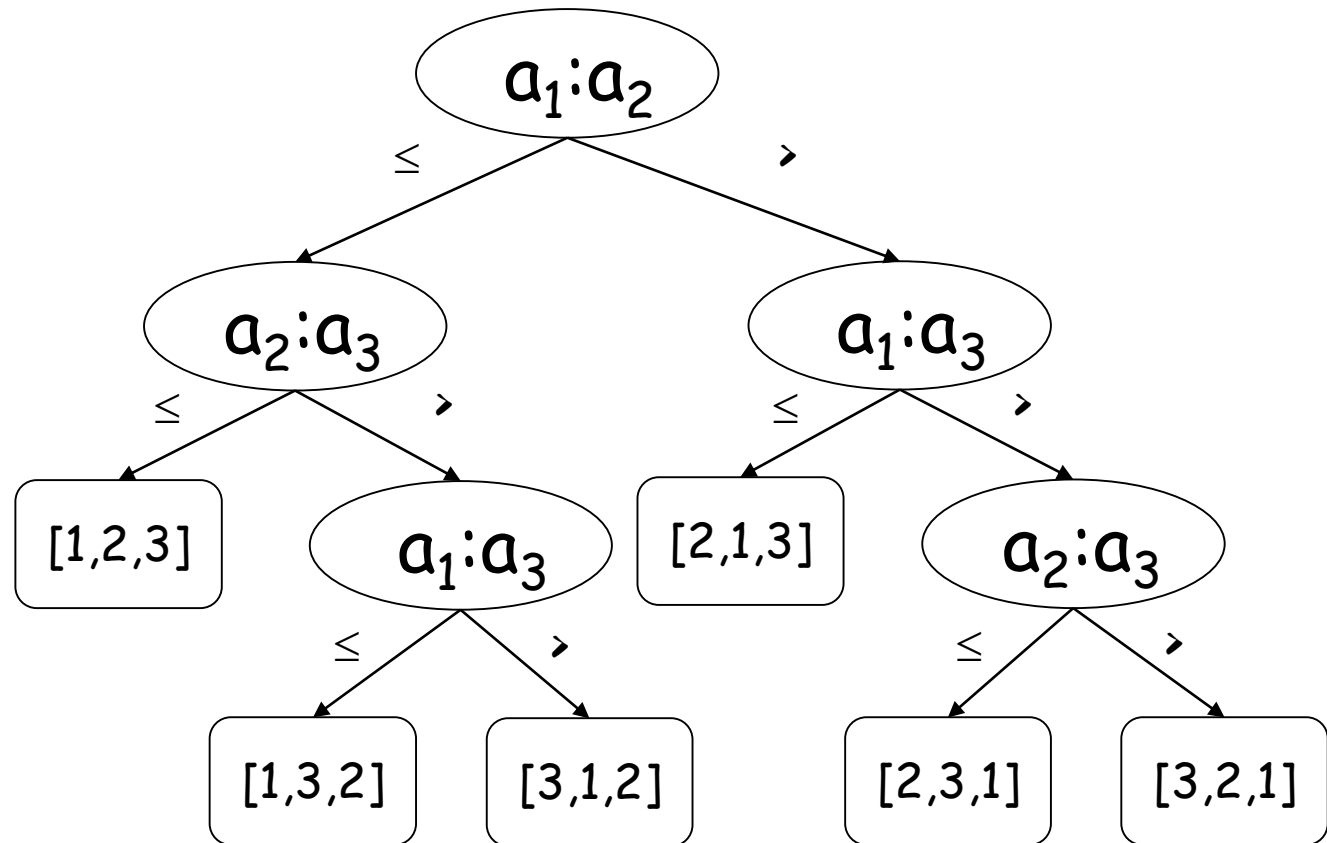 a₁:a₂
≤ >
a₂:a₃ a₁:a₃
≤ > ≤ >
[1,2,3] a₁:a₃ [2,1,3] a₂:a₃
≤ > ≤ >
[1,3,2] [3,1,2] [2,3,1] [3,2,1]